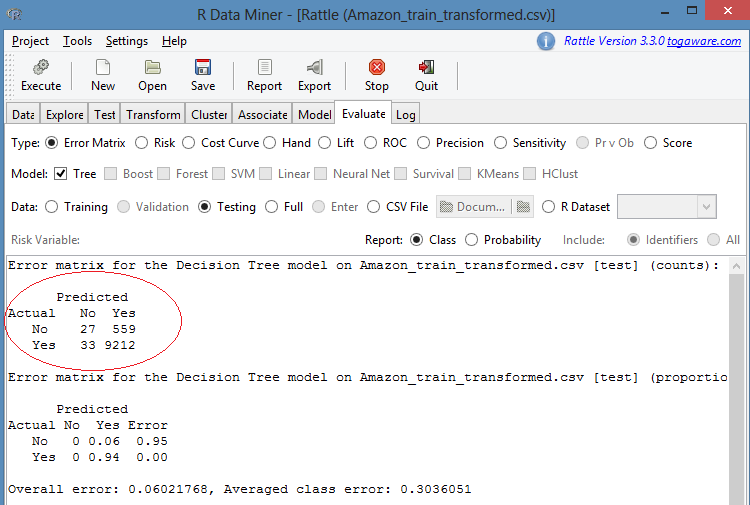 R Data Miner - [Rattle (Amazon_train_transformed.csv)]
Project Tools Settings Help
Rattle Version 3.3.0 togaware.com
Execute New Open Save Report Export Stop Quit
Data Explore Test Transform Cluster Associate Model Evaluate Log
Type: Error Matrix Risk Cost Curve Hand Lift ROC Precision Sensitivity Pr v Ob Score
Model: Tree Boost Forest SVM Linear Neural Net Survival KMeans HClust
Data: Training Validation Testing Full Enter CSV File Docum... R Dataset
Risk Variable: Report: Class Probability Include: Identifiers All
Error matrix for the Decision Tree model on Amazon_train_transformed.csv [test] (counts):
Predicted
Actual No Yes
No 27 559
Yes 33 9212
Error matrix for the Decision Tree model on Amazon_train_transformed.csv [test] (proportio
Predicted
Actual No Yes Error
No 0 0.06 0.95
Yes 0 0.94 0.00
Overall error: 0.06021768, Averaged class error: 0.3036051